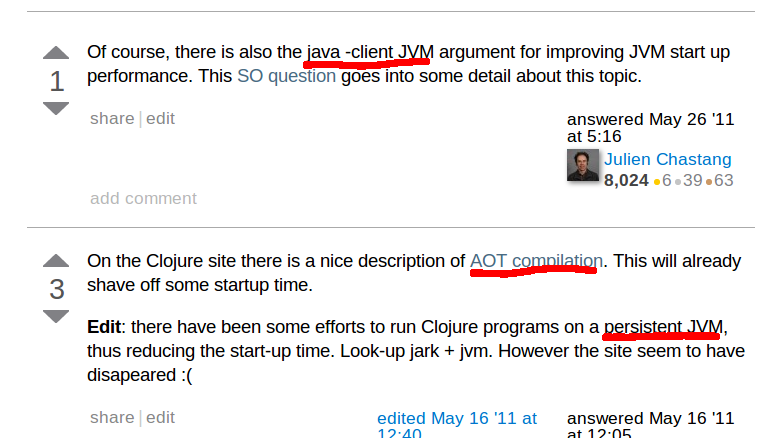 Of course, there is also the java -client JVM argument for improving JVM start up
performance. This SO question goes into some detail about this topic.
1
share|edit
answered May 26 '11
at 5:16
Julien Chastang
8,024 ●6●39●63
add comment
On the Clojure site there is a nice description of AOT compilation. This will already
shave off some startup time.
3
Edit: there have been some efforts to run Clojure programs on a persistent JVM,
thus reducing the start-up time. Look-up jark + jvm. However the site seem to have
disapeared :(
share|edit
edited May 16 '11 at
12:40
answered May 16 '11
at 12:05